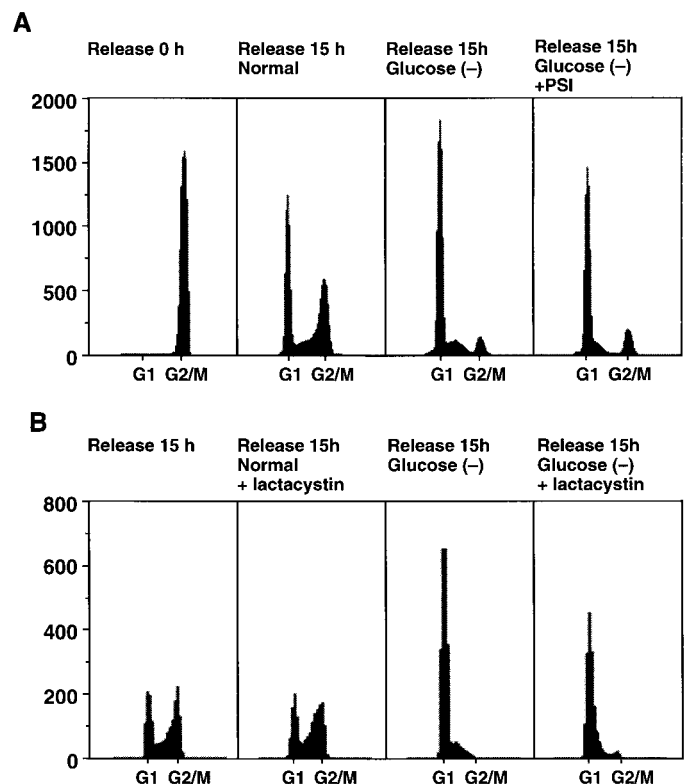 A
Release 0 h
Release 15 h
Normal
Release 15h
Glucose (–)
Release 15h
Glucose (–)
+PSI
2000
1500
1000
500
0
G1 G2/M
G1 G2/M
G1 G2/M
G1 G2/M
B
Release 15 h
Release 15h
Normal
+ lactacystin
Release 15h
Glucose (–)
Release 15h
Glucose (–)
+ lactacystin
800
600
400
200
0
G1 G2/M
G1 G2/M
G1 G2/M
G1 G2/M